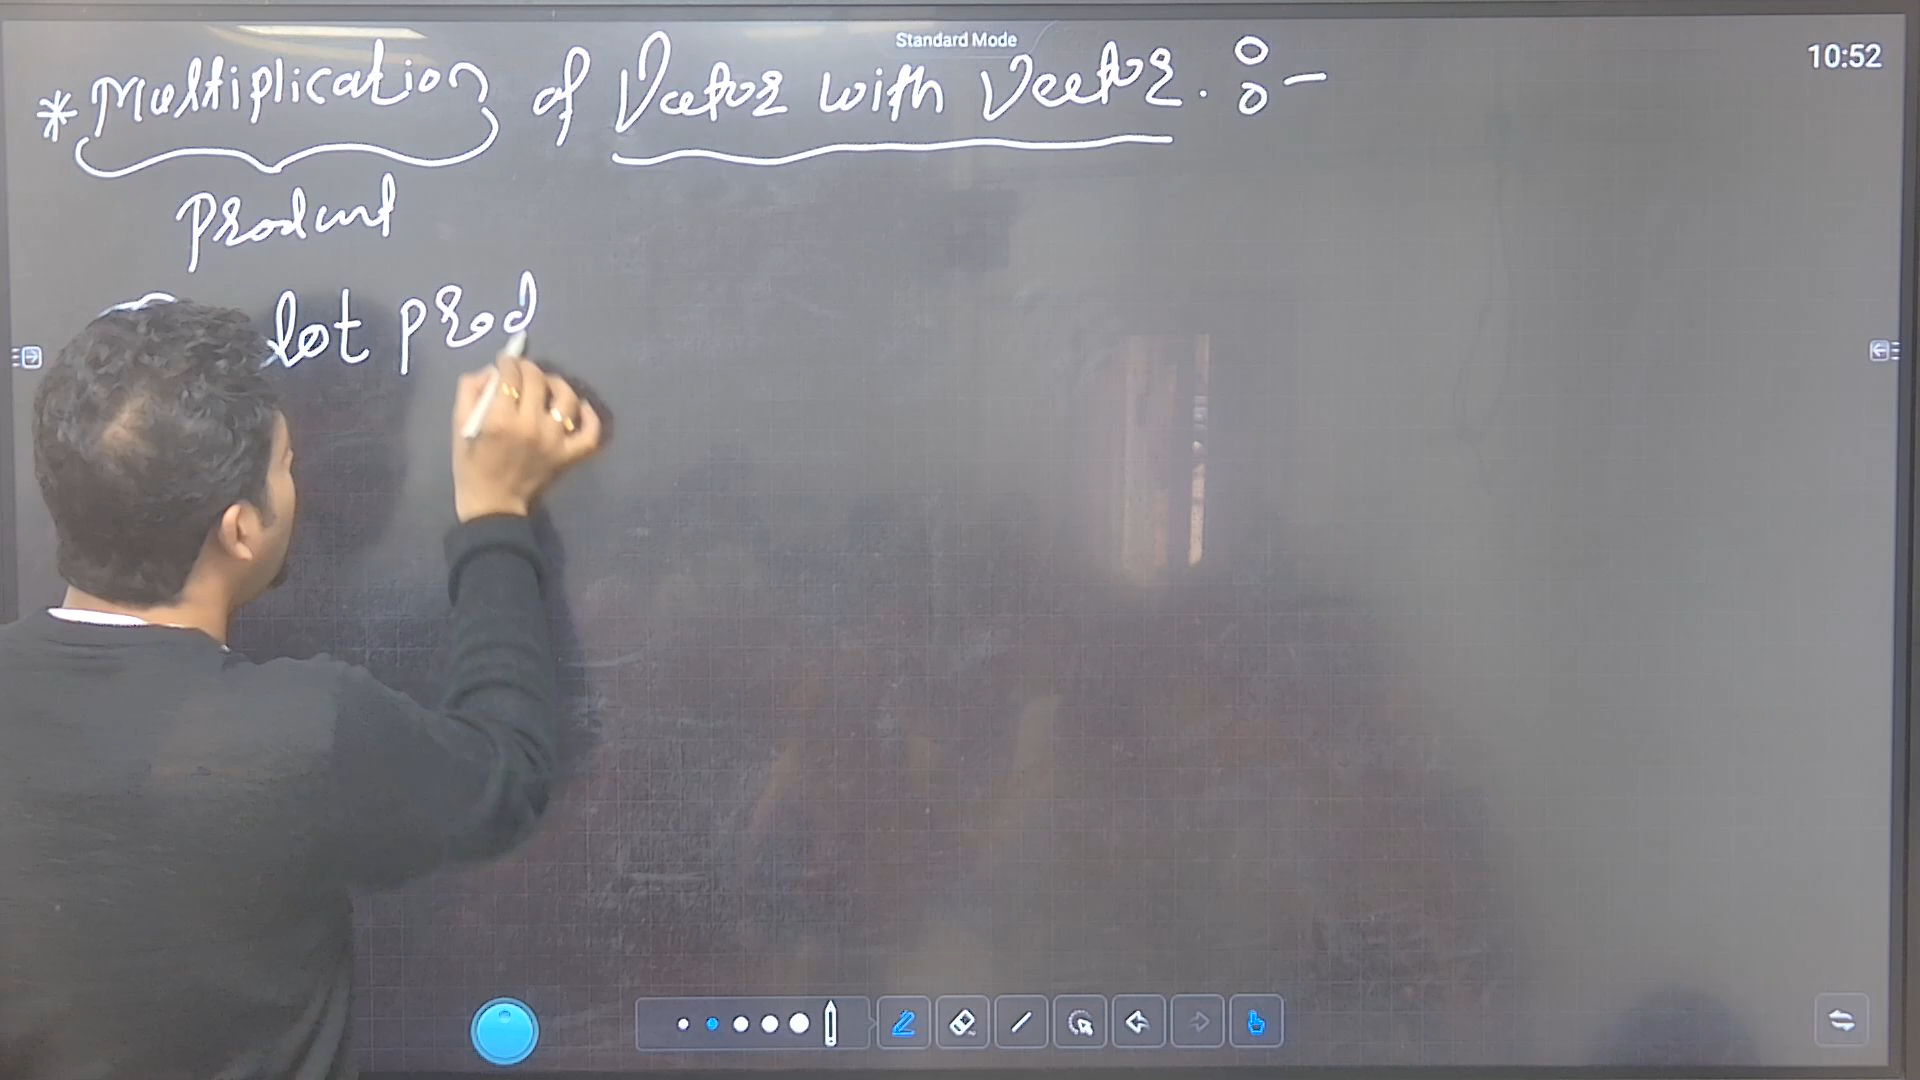 Standard Mode
10:52
* Multiplication of Vector with Vector. :-
Product
Dot prod